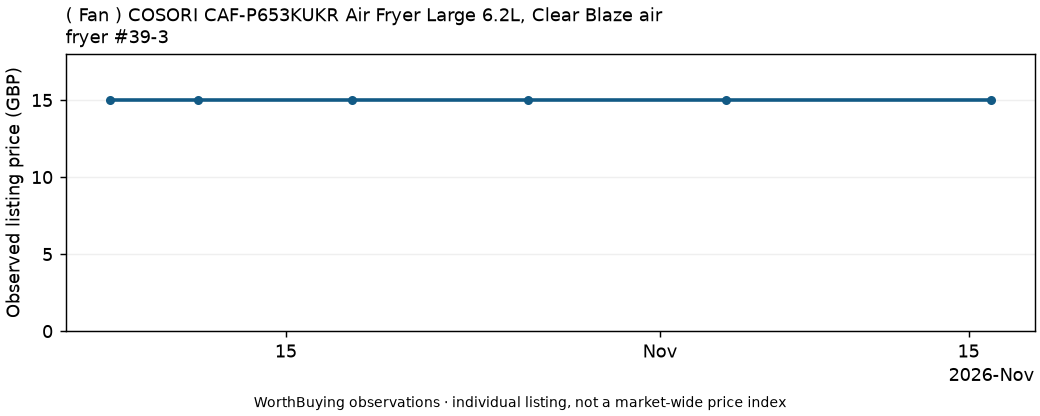 ( Fan ) COSORI CAF-P653KUKR Air Fryer Large 6.2L, Clear Blaze air
fryer #39-3
Observed listing price (GBP)
15
10
5
0
15
Nov
15
2026-Nov
WorthBuying observations · individual listing, not a market-wide price index